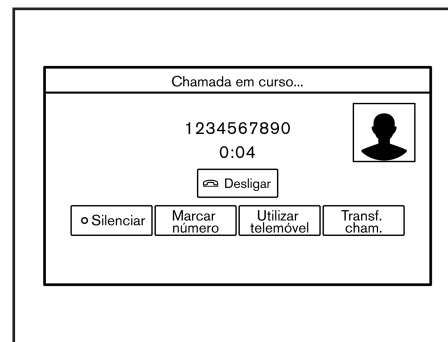 Chamada em curso...
1234567890
0:04
Desligar
Silenciar
Marcar
número
Utilizar
telemóvel
Transf.
cham.